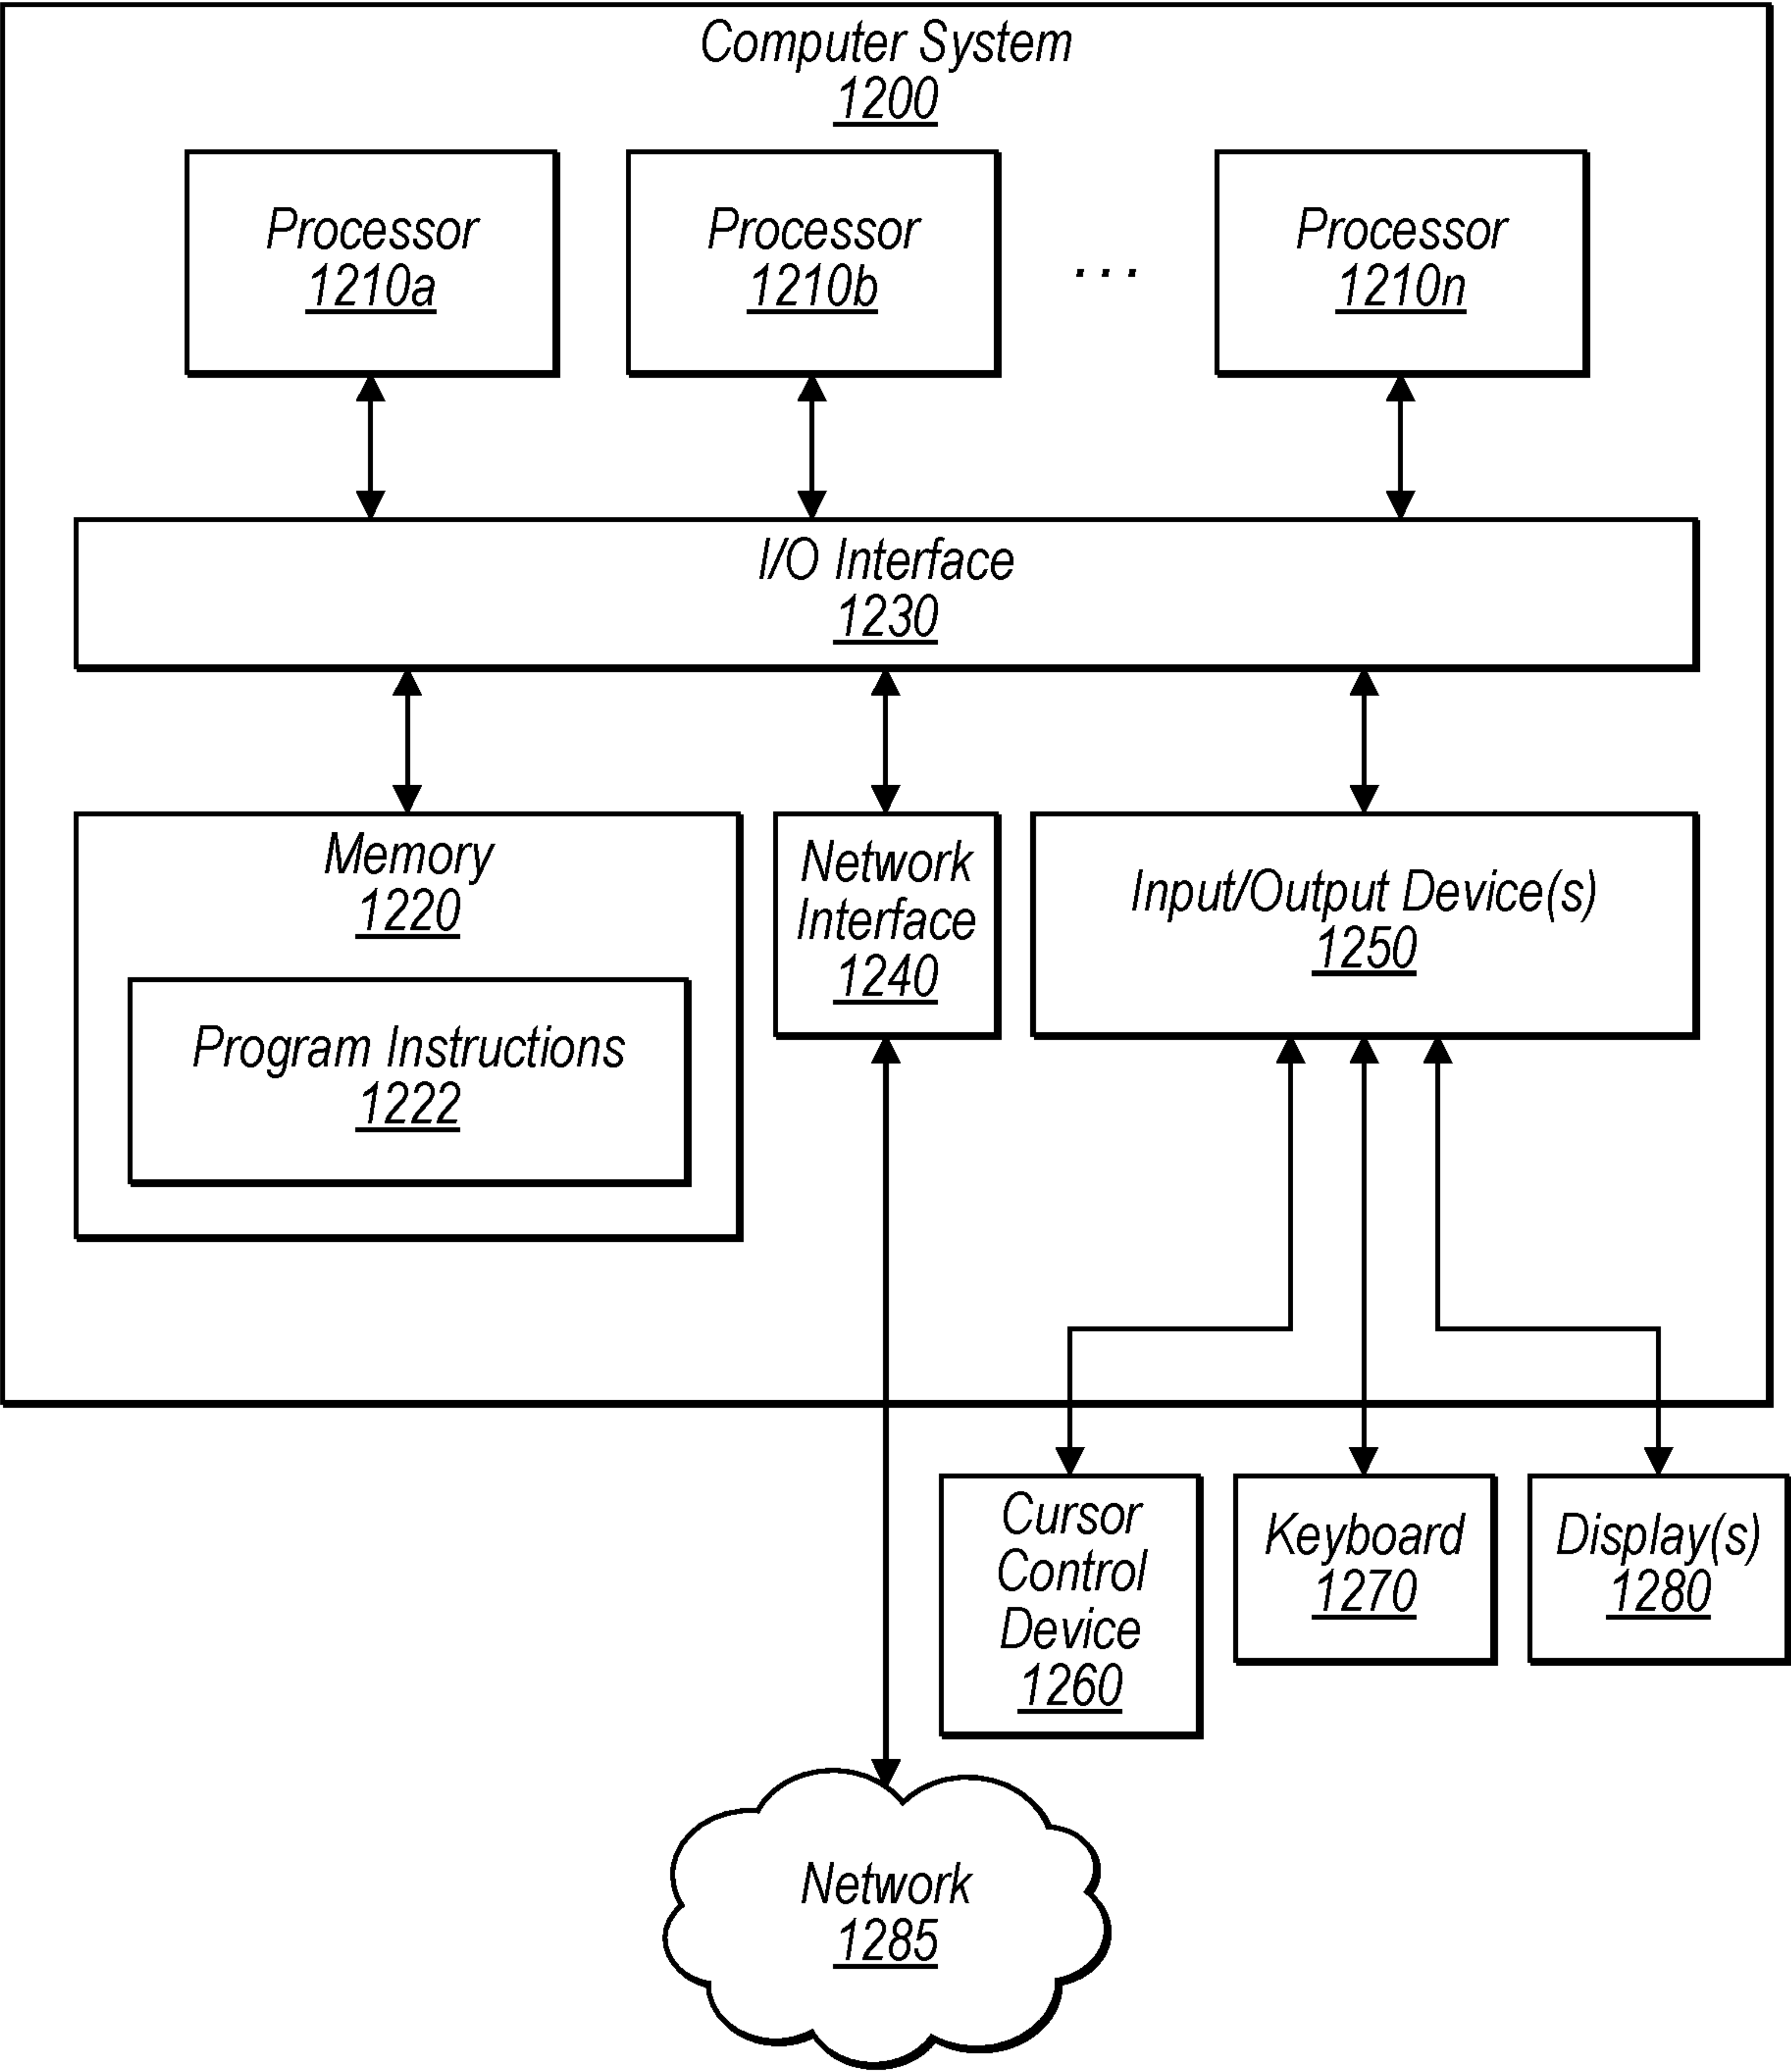 Computer System
1200
Processor
1210a
Processor
1210b
...
Processor
1210n
I/O Interface
1230
Memory
1220
Program Instructions
1222
Network
Interface
1240
Input/Output Device(s)
1250
Cursor
Control
Device
1260
Keyboard
1270
Display(s)
1280
Network
1285